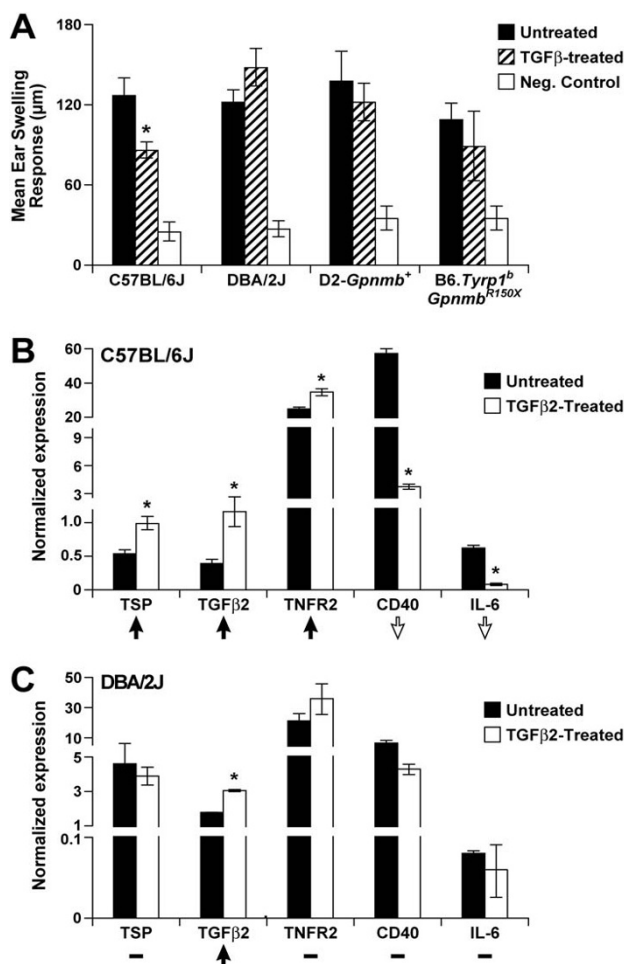 A
Mean Ear Swelling
Response (μm)
180
120
60
0
Untreated
TGFβ-treated
Neg. Control
*
C57BL/6J
DBA/2J
D2-Gpnmb+
B6.Tyrp1b
GpnmbR150X
B
C57BL/6J
Normalized expression
60
40
20
9
6
3
1.0
0.5
0
Untreated
TGFβ2-Treated
*
*
*
*
*
TSP
TGFβ2
TNFR2
CD40
IL-6
C
DBA/2J
Normalized expression
50
30
10
5
3
1
0.1
0
Untreated
TGFβ2-Treated
*
TSP
TGFβ2
TNFR2
CD40
IL-6